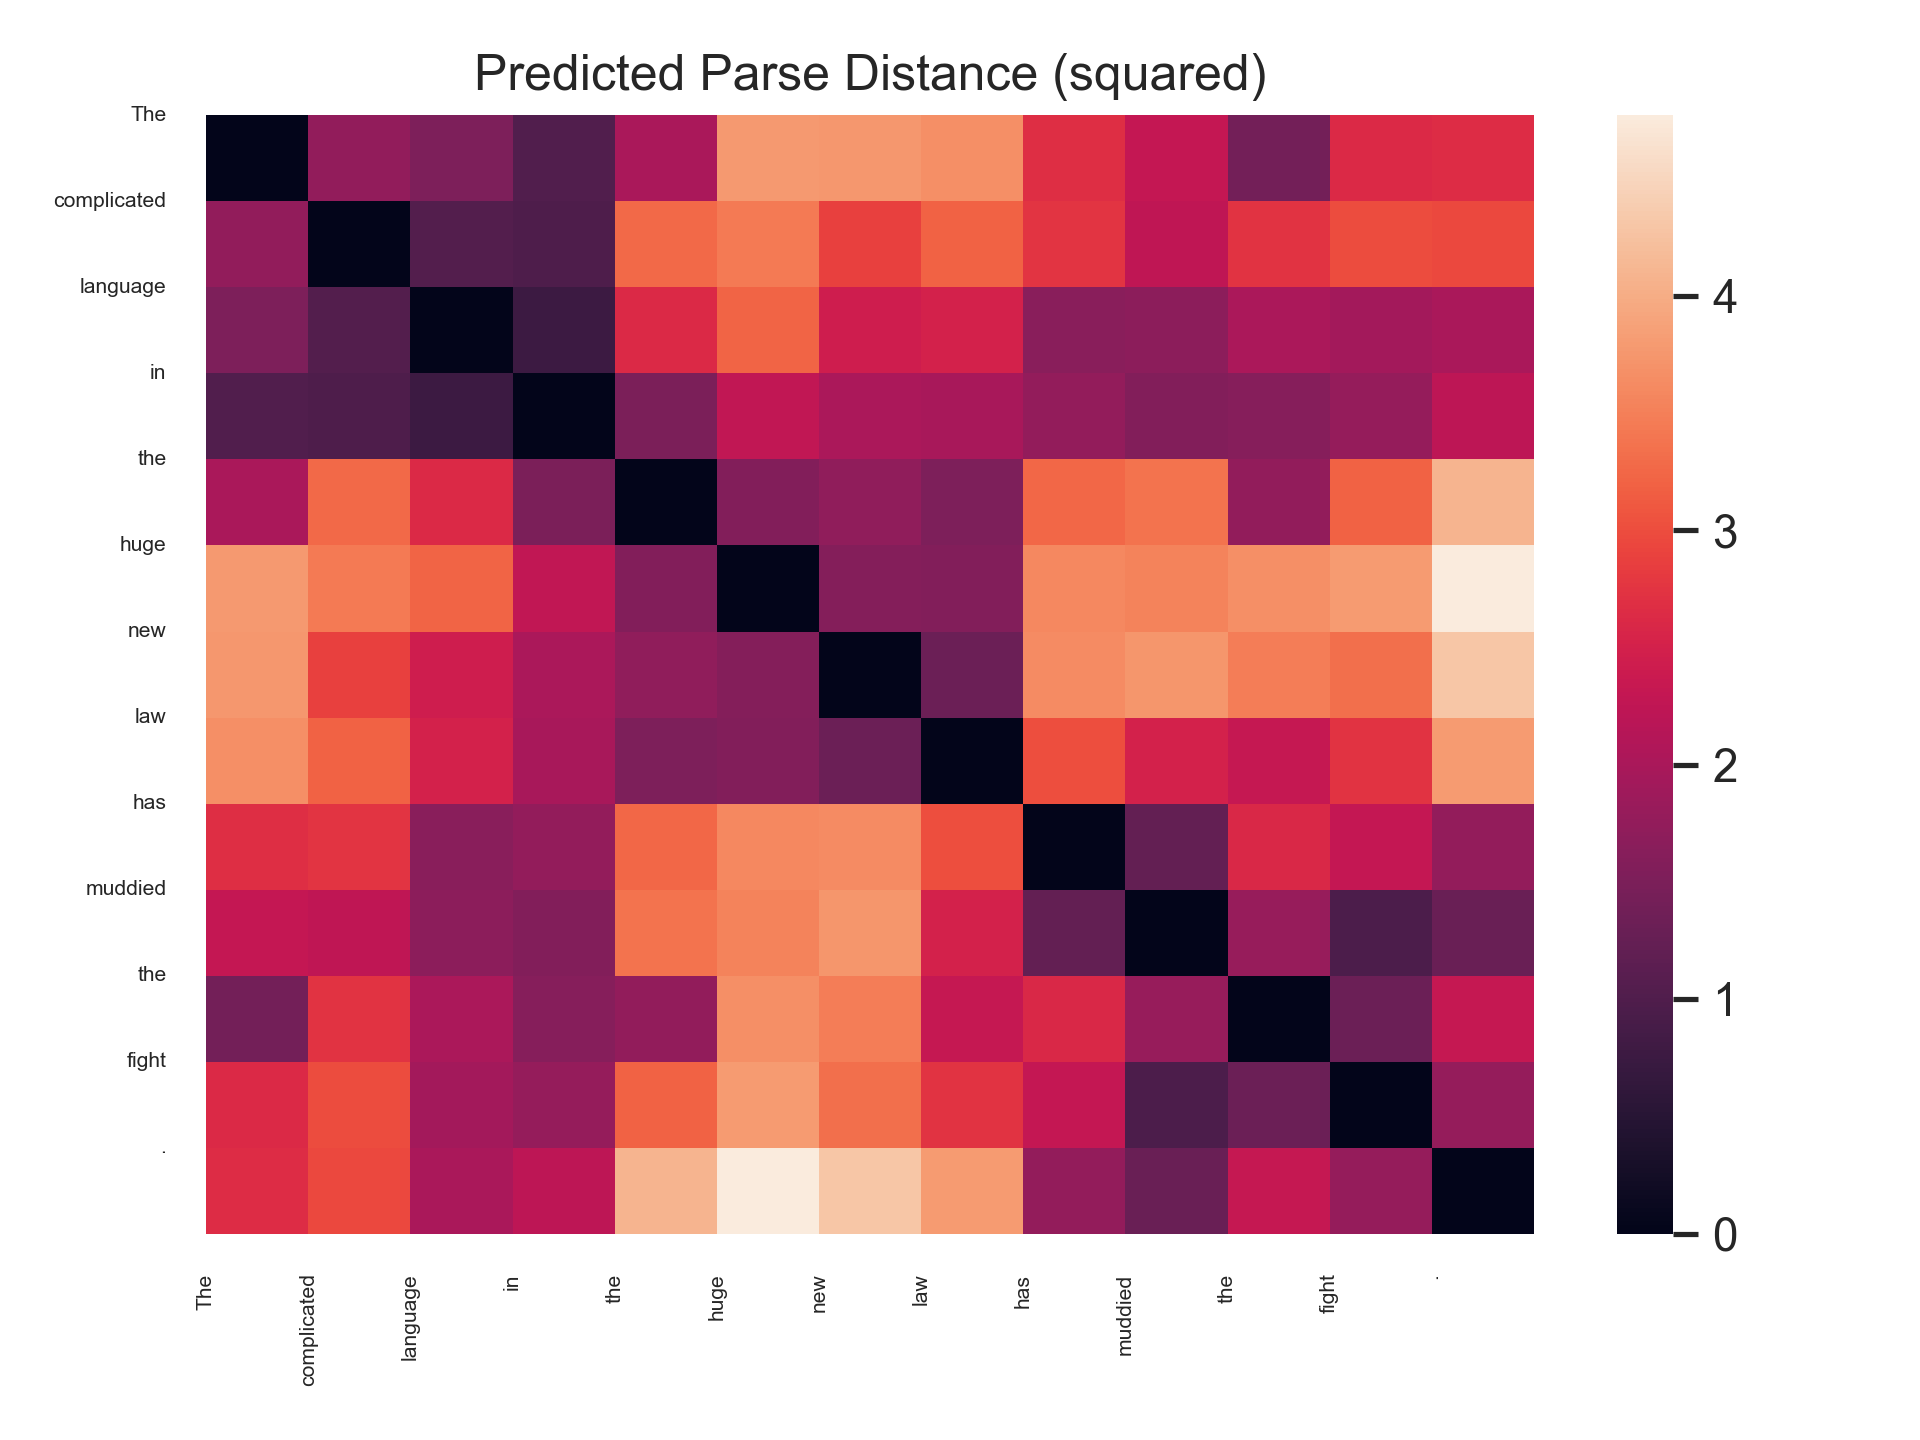 Predicted Parse Distance (squared)
The
complicated
language
in
the
huge
new
law
has
muddied
the
fight
.
4
3
2
1
0
The
complicated
language
in
the
huge
new
law
has
muddied
the
fight
.